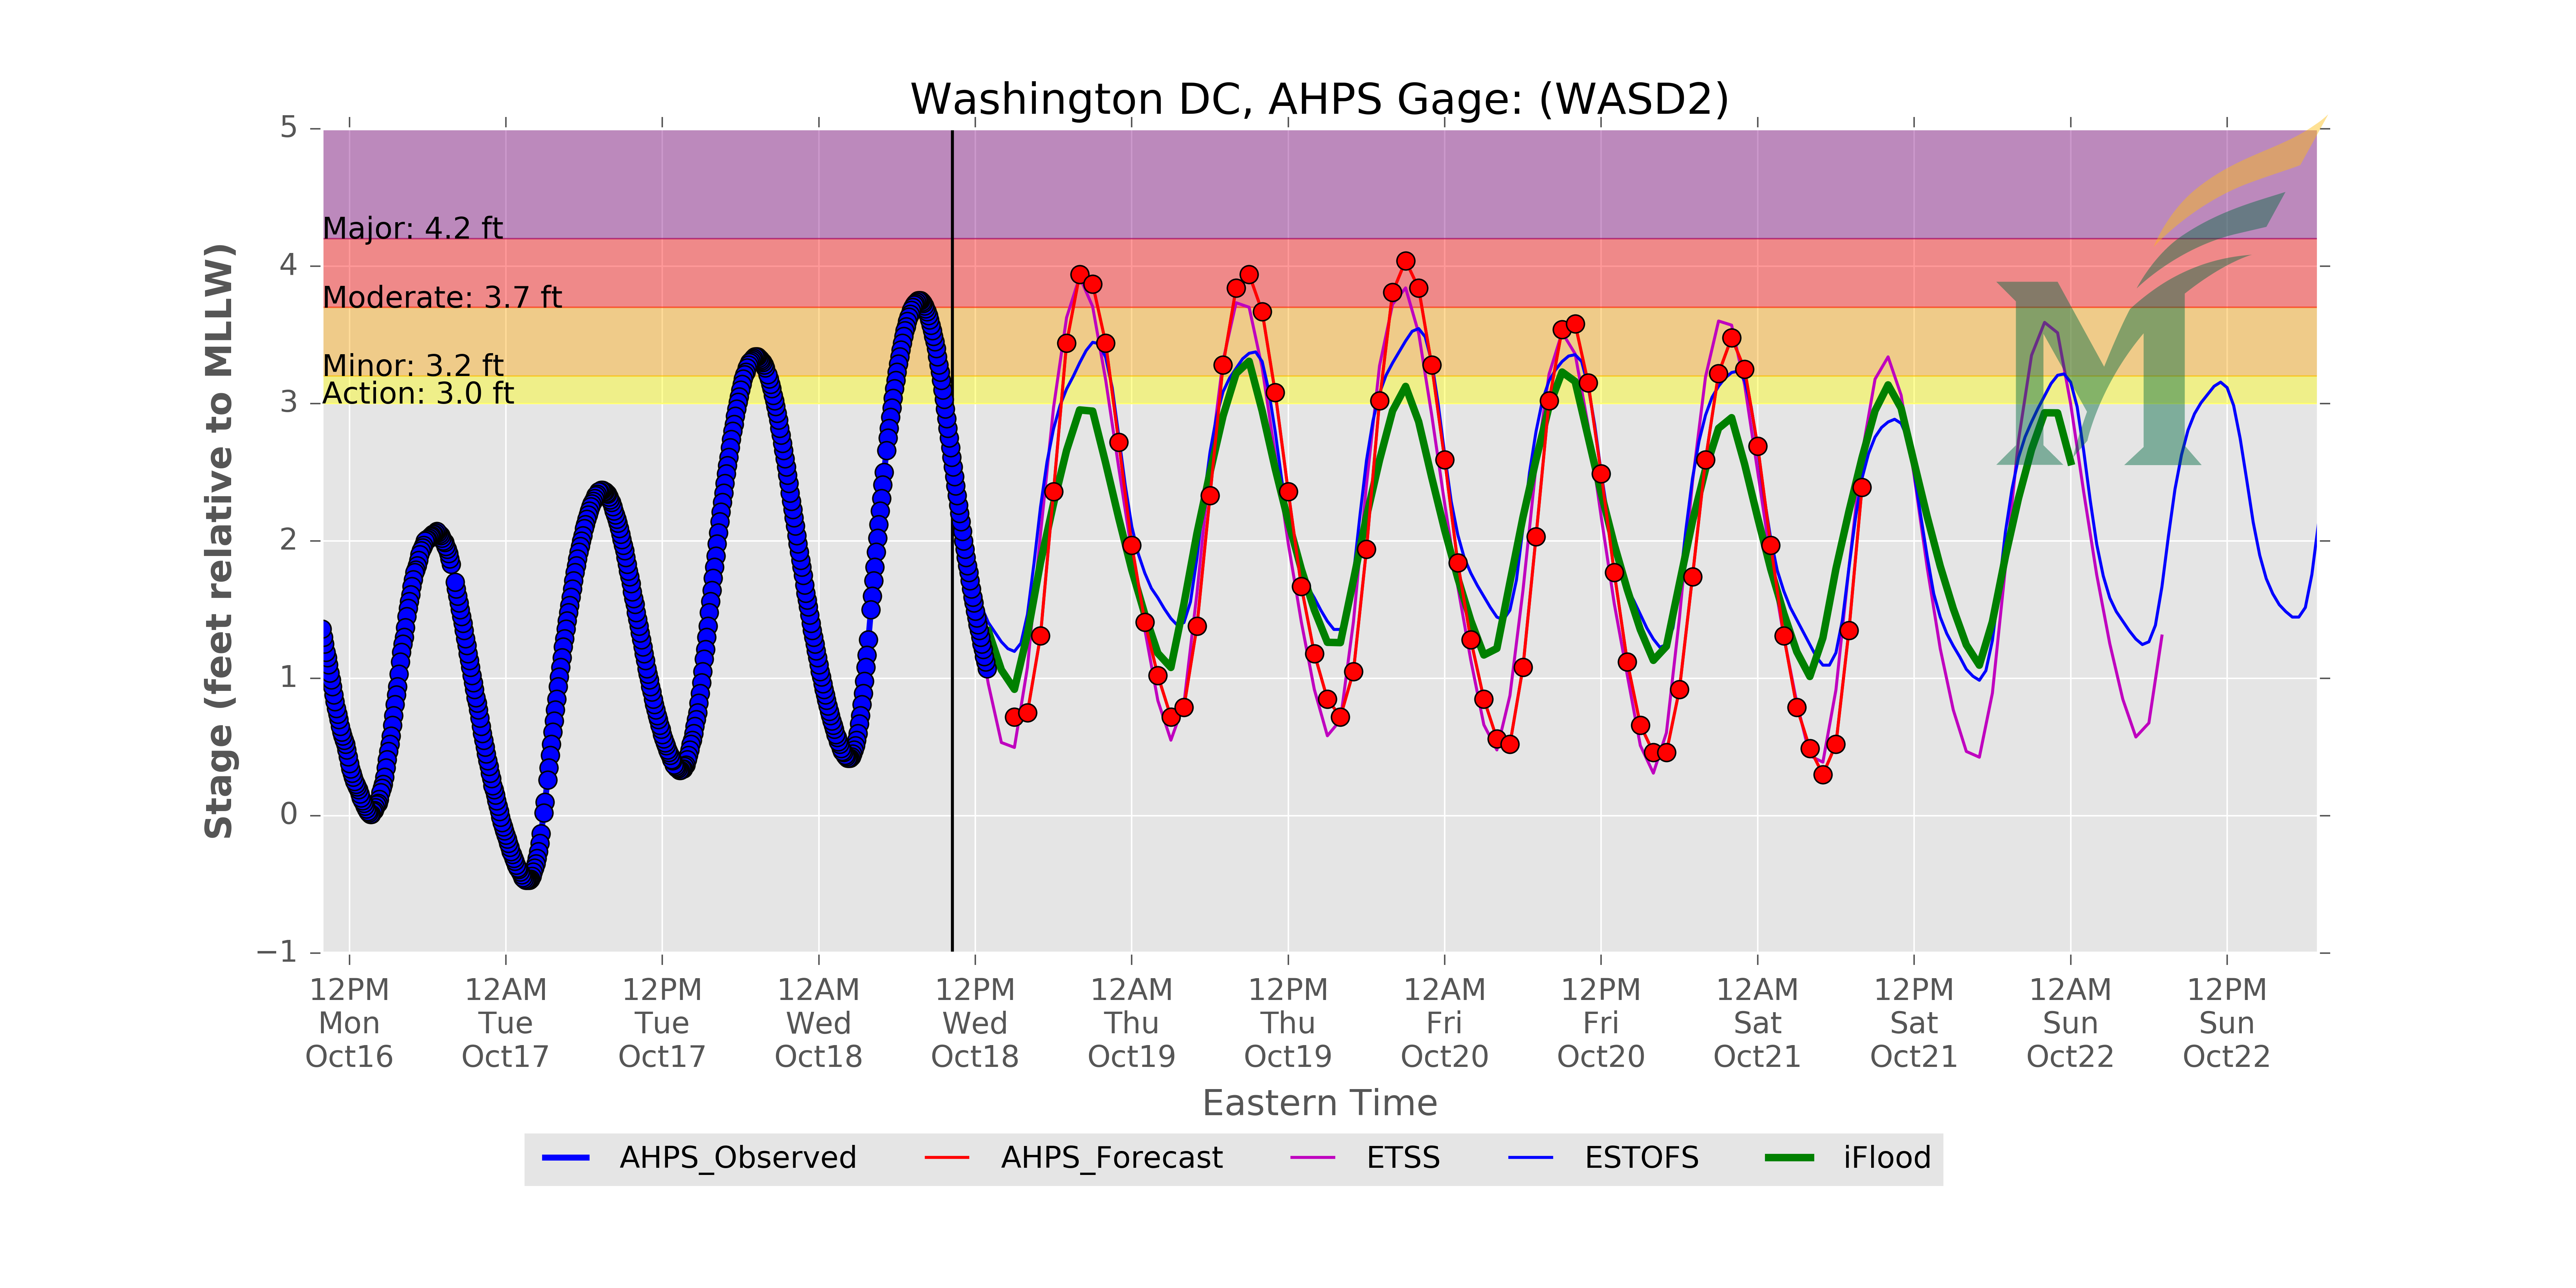 Washington DC, AHPS Gage: (WASD2)
5
4
3
2
1
0
−1
Stage (feet relative to MLLW)
Major: 4.2 ft
Moderate: 3.7 ft
Minor: 3.2 ft
Action: 3.0 ft
M
12PM 12AM 12PM 12AM 12PM 12AM 12PM 12AM 12PM 12AM 12PM 12AM 12PM
Mon Tue Tue Wed Wed Thu Thu Fri Fri Sat Sat Sun Sun
Oct16 Oct17 Oct17 Oct18 Oct18 Oct19 Oct19 Oct20 Oct20 Oct21 Oct21 Oct22 Oct22
Eastern Time
AHPS_Observed AHPS_Forecast ETSS ESTOFS iFlood